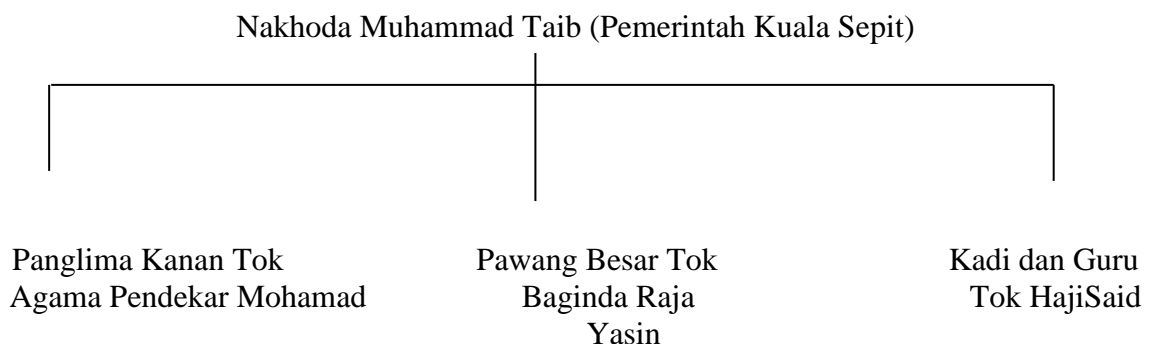 Nakhoda Muhammad Taib (Pemerintah Kuala Sepit)
Panglima Kanan Tok
Agama Pendekar Mohamad
Pawang Besar Tok
Baginda Raja
Yasin
Kadi dan Guru
Tok HajiSaid